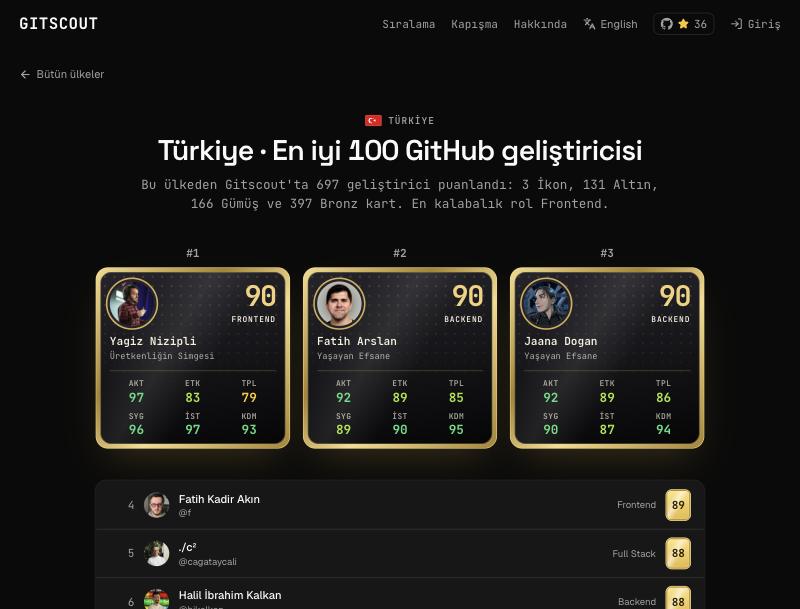 GITSCOUT
Sıralama Kapışma Hakkında English 36 Giriş
← Bütün ülkeler
TÜRKİYE
Türkiye · En iyi 100 GitHub geliştiricisi
Bu ülkeden Gitscout'ta 697 geliştirici puanlandı: 3 İkon, 131 Altın,
166 Gümüş ve 397 Bronz kart. En kalabalık rol Frontend.
#1
90
FRONTEND
Yagiz Nizipli
Üretkenliğin Simgesi
AKT ETK TPL
97 83 79
SYG İST KDM
96 97 93
#2
90
BACKEND
Fatih Arslan
Yaşayan Efsane
AKT ETK TPL
92 89 85
SYG İST KDM
89 90 95
#3
90
BACKEND
Jaana Dogan
Yaşayan Efsane
AKT ETK TPL
92 89 86
SYG İST KDM
90 87 94
4 Fatih Kadir Akın Frontend 89
@f
5 ./c² Full Stack 88
@cagataycali
6 Halil İbrahim Kalkan Backend 88